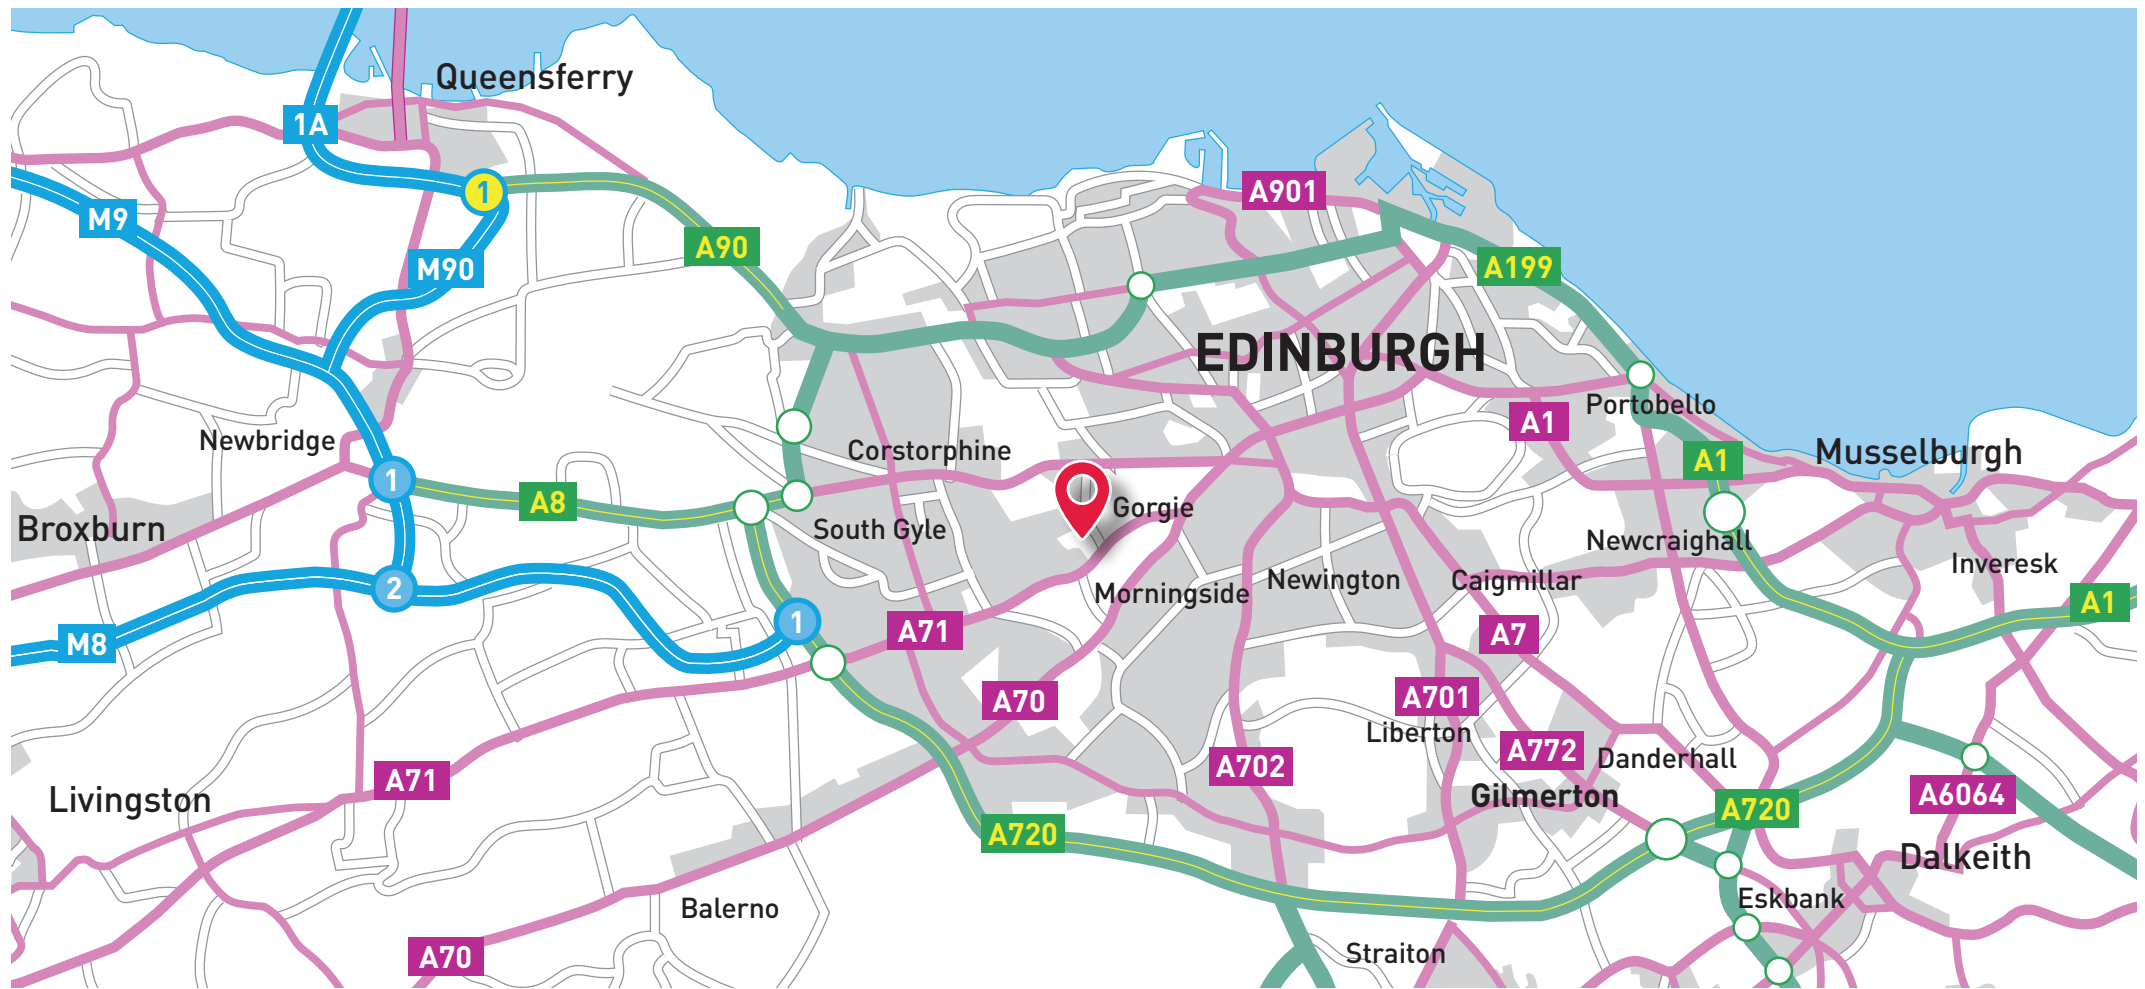 Queensferry
1A
1
A901
M9
A90
M90
A199
EDINBURGH
Portobello
A1
Newbridge
Corstorphine
A1
Musselburgh
1
A8
Gorgie
Broxburn
South Gyle
Newcraighall
Inveresk
2
Morningside
Newington
Caigmillar
A1
M8
1
A71
A7
A70
A701
Liberton
A772
Danderhall
A702
A71
Livingston
Gilmerton
A6064
A720
A720
Dalkeith
Balerno
Eskbank
A70
Straiton